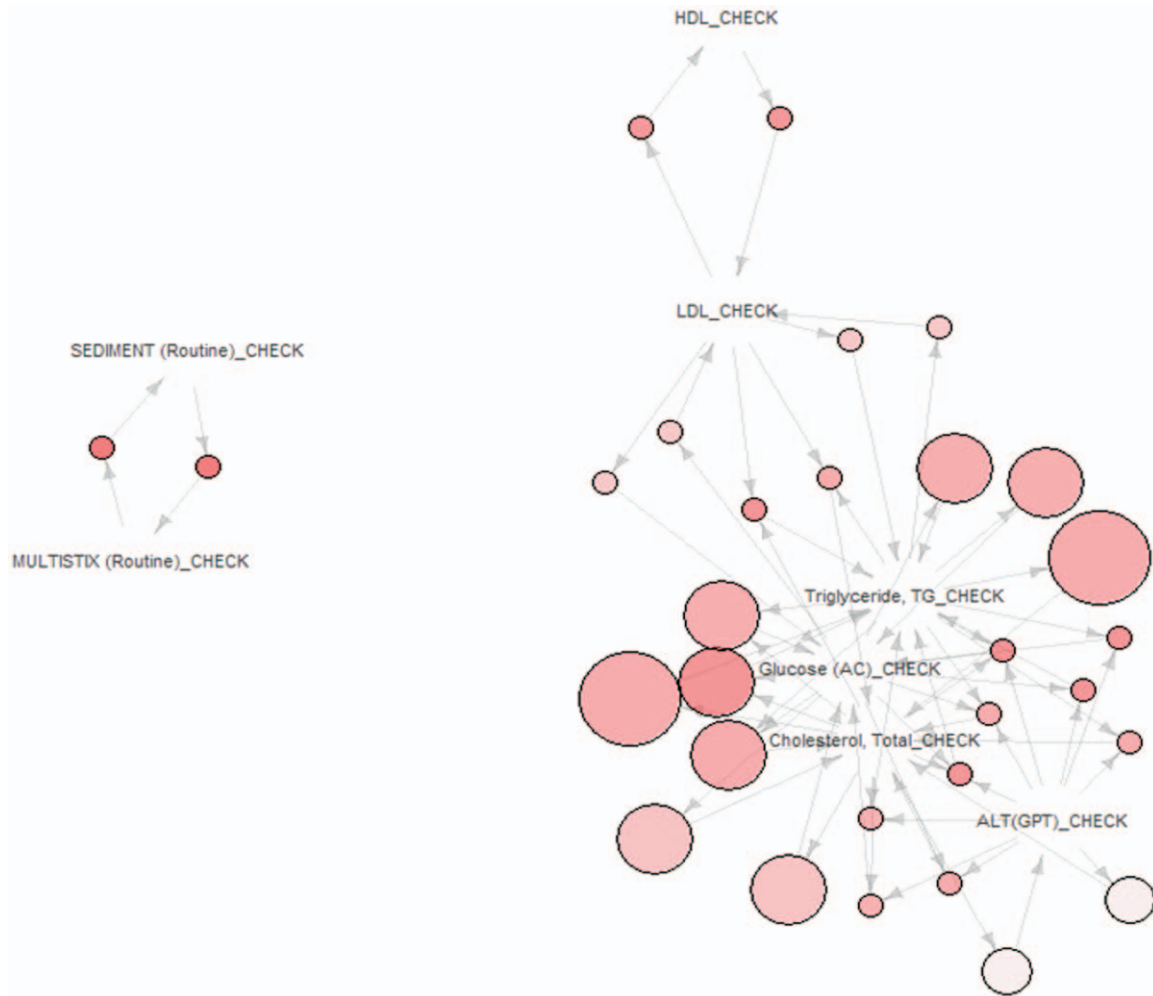 HDL_CHECK
LDL_CHECK
SEDIMENT (Routine)_CHECK
MULTISTIX (Routine)_CHECK
Triglyceride, TG_CHECK
Glucose (AC)_CHECK
Cholesterol, Total_CHECK
ALT(GPT)_CHECK